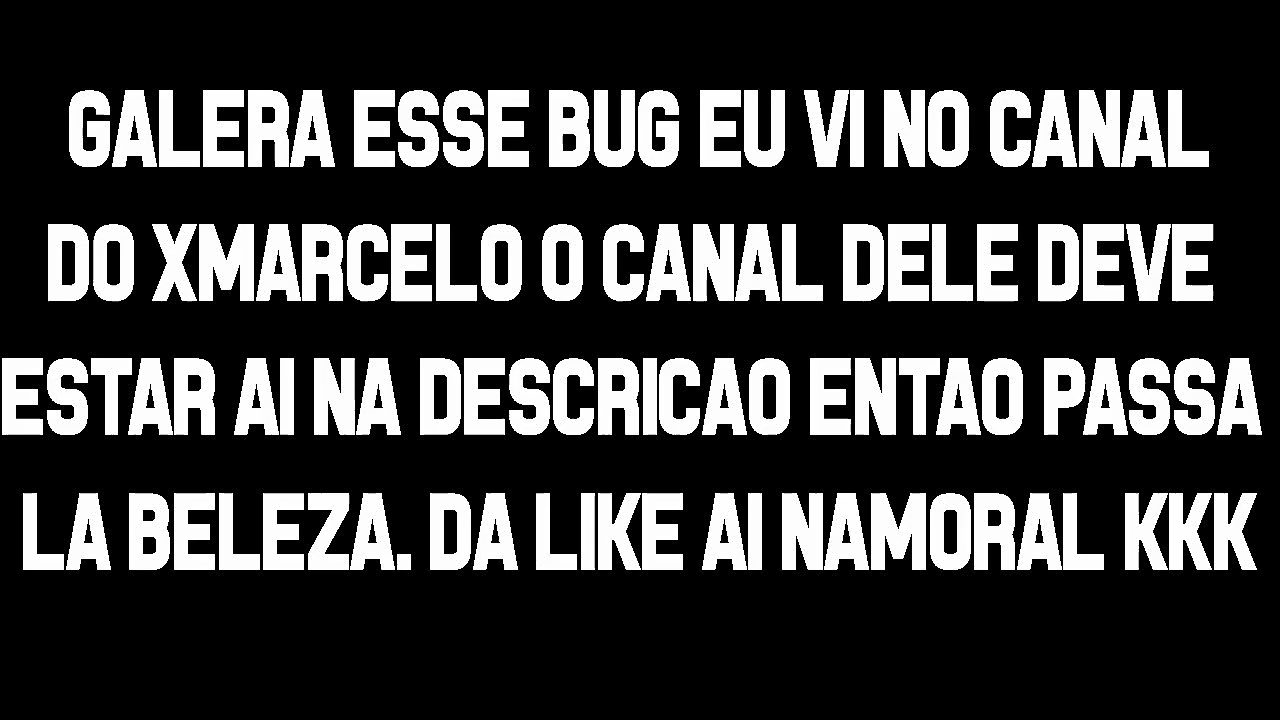 GALERA ESSE BUG EU VI NO CANAL
DO XMARCELO O CANAL DELE DEVE
ESTAR AI NA DESCRICAO ENTAO PASSA
LA BELEZA. DA LIKE AI NAMORAL KKK